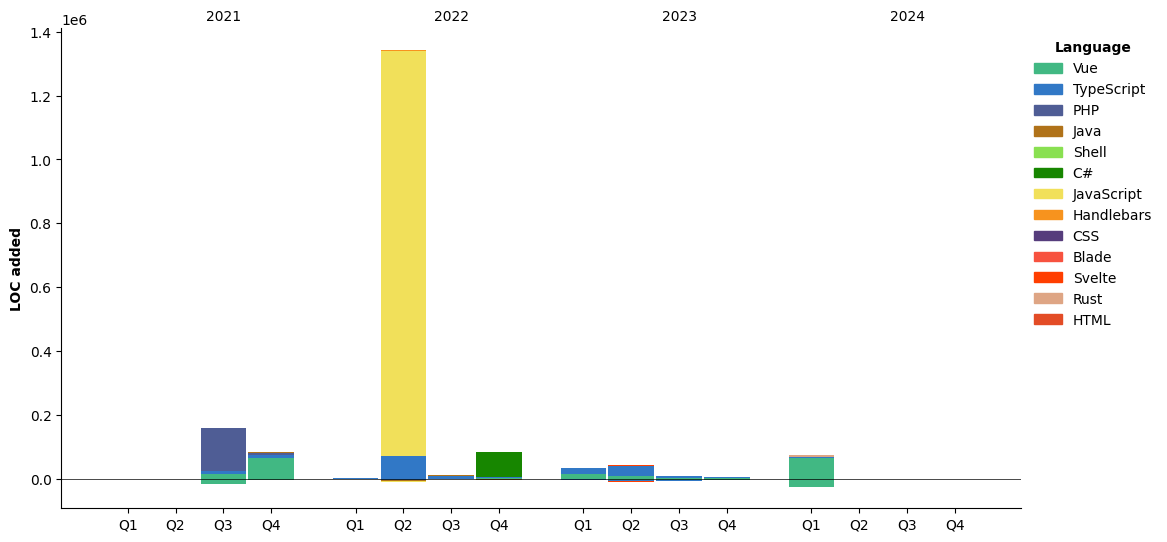 2021 2022 2023 2024
1e6
1.4
1.2
1.0
0.8
0.6
0.4
0.2
0.0
LOC added
Q1 Q2 Q3 Q4 Q1 Q2 Q3 Q4 Q1 Q2 Q3 Q4 Q1 Q2 Q3 Q4
Language
Vue
TypeScript
PHP
Java
Shell
C#
JavaScript
Handlebars
CSS
Blade
Svelte
Rust
HTML